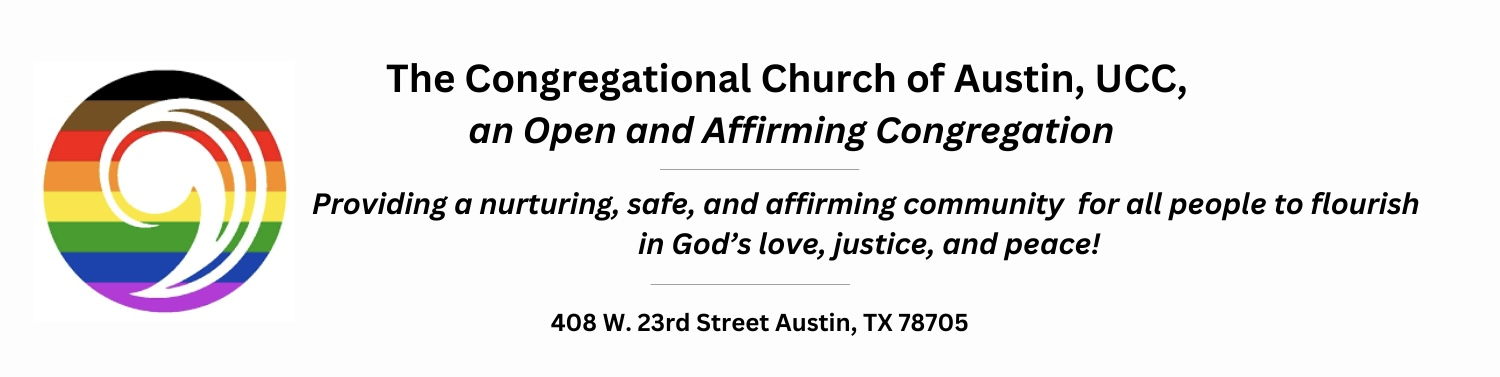 The Congregational Church of Austin, UCC,
an Open and Affirming Congregation
Providing a nurturing, safe, and affirming community  for all people to flourish
in God’s love, justice, and peace!
408 W. 23rd Street Austin, TX 78705